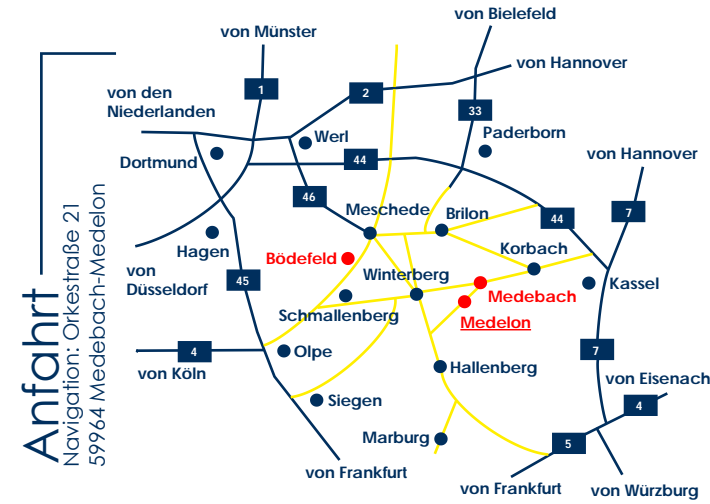 Anfahrt
Navigation: Orkestraße 21
59964 Medebach-Medelon
von Bielefeld
von Münster
von Hannover
von den
Niederlanden
1
2
33
Werl
Paderborn
Dortmund
44
von Hannover
46
Meschede
Brilon
44
7
Hagen
Bödefeld
Korbach
von
Düsseldorf
45
Winterberg
Kassel
Medebach
Schmallenberg
Medelon
4
Olpe
7
von Köln
Hallenberg
von Eisenach
Siegen
4
Marburg
5
von Frankfurt
von Frankfurt
von Würzburg